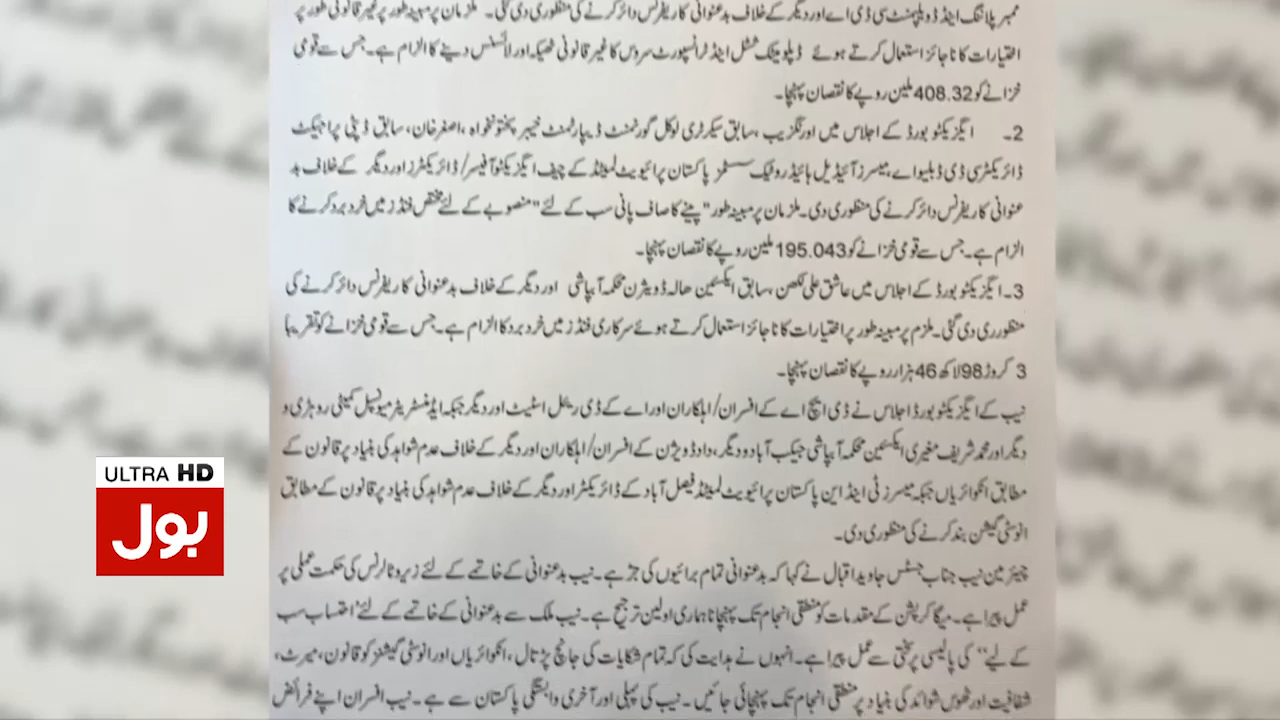 ممبر پلاننگ اینڈ ڈویلپمنٹ سی ڈی اے اور دیگر کے خلاف بدعنوانی کا ریفرنس دائر کرنے کی منظوری دی گئی۔ ملزمان پر مبینہ طور پر غیر قانونی طور پر
اختیارات کا ناجائز استعمال کرتے ہوئے ڈپلومیٹک شٹل اینڈ ٹرانسپورٹ سروس کا غیر قانونی ٹھیکہ اور لائسنس دینے کا الزام ہے۔ جس سے قومی
خزانے کو 408.32 ملین روپے کا نقصان پہنچا۔
2۔ ایگزیکٹو بورڈ کے اجلاس میں اورنگزیب، سابق سیکرٹری لوکل گورنمنٹ ڈیپارٹمنٹ خیبر پختونخواہ، اصغر خان، سابق ڈپٹی پراجیکٹ
ڈائریکٹر سی ڈی ڈبلیو اے، میسرز آئیڈیل ہائیڈروٹیک سسٹمز پاکستان پرائیویٹ لمیٹڈ کے چیف ایگزیکٹو آفیسر/ڈائریکٹرز اور دیگر کے خلاف بد
عنوانی کا ریفرنس دائر کرنے کی منظوری دی۔ ملزمان پر مبینہ طور "پینے کا صاف پانی سب کے لئے" منصوبے کے لئے مختص فنڈز میں خرد برد کرنے کا
الزام ہے۔ جس سے قومی خزانے کو 195.043 ملین روپے کا نقصان پہنچا۔
3۔ ایگزیکٹو بورڈ کے اجلاس میں عاشق علی لکھن، سابق ایکسئین ھالہ ڈویثرن محکمہ آبپاشی اور دیگر کے خلاف بدعنوانی کا ریفرنس دائر کرنے کی
منظورری دی گئی۔ ملزم پر مبینہ طور پر اختیارات کا ناجائز استعمال کرتے ہوئے سرکاری فنڈز میں خرد برد کا الزام ہے۔ جس سے قومی خزانے کو تقریبا
3 کروڑ 98 لاکھ 46 ہزار روپے کا نقصان پہنچا۔
نیب کے ایگزیکٹو بورڈ اجلاس نے ڈی ایچ اے کے افسران/اہلکاران اور اے کے ڈی رئیل اسٹیٹ اور دیگر جبکہ ایڈمنسٹریٹر میونسپل کمیٹی روہڑی و
دیگر اور محمد شریف مغیری ایکسئین محکمہ آبپاشی جیکب آباد و دیگر، دادو ڈویژن کے افسران/اہلکاران اور دیگر کے خلاف عدم شواہد کی بنیاد پر قانون کے
مطابق انکوائریاں جبکہ میسرز ٹی اینڈ این پاکستان پرائیویٹ لمیٹڈ فیصل آباد کے ڈائریکٹر اور دیگر کے خلاف عدم شواہد کی بنیاد پر قانون کے مطابق
انوسٹی گیشن بند کرنے کی منظوری دی۔
چیئرمین نیب جناب جسٹس جاوید اقبال نے کہا کہ بدعنوانی تمام برائیوں کی جڑ ہے۔ نیب بدعنوانی کے خاتمے کے لئے زیرو ٹالرنس کی حکمت عملی پر
عمل پیرا ہے۔ میگا کرپشن کے مقدمات کو منطقی انجام تک پہنچانا ہماری اولین ترجیح ہے۔ نیب ملک سے بدعنوانی کے خاتمے کے لئے 'احتساب سب
کے لیے" کی پالیسی پر سختی سے عمل پیرا ہے۔ انہوں نے ہدایت کی کہ تمام شکایات کی جانچ پڑتال، انکوائریاں اور انوسٹی گیشنز کو قانون، میرٹ،
شفافیت اور ٹھوس شوائد کی بنیاد پر منطقی انجام تک پہنچائی جائیں۔ نیب کی پہلی اور آخری وابستگی پاکستان سے ہے۔ نیب افسران اپنے فرائض
ULTRA HD
بول